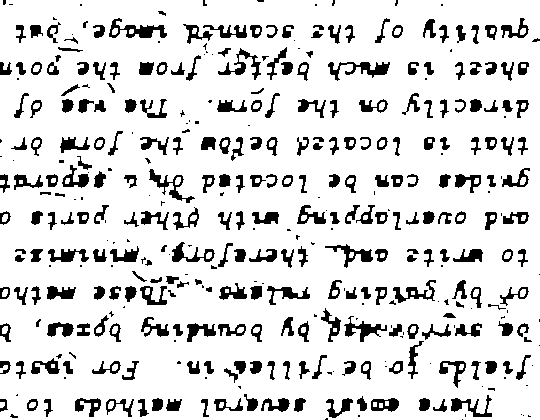 There exist several methods to d
fields to be filled in. For insta
be surrounded by bounding boxes, b
or by guiding rulers. These metho
to write and, therefore, minimize
and overlapping with other parts o
guides can be located on a separat
that is located below the form or
directly on the form. The use of
sheet is much better from the poin
quality of the scanned image, but